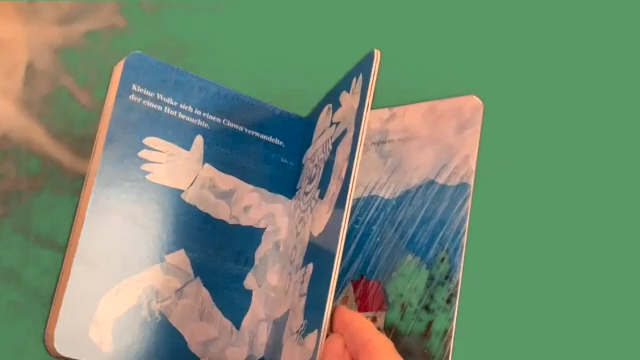 Kleine Wolke sich in einen Clown verwandelte,
der einen Hut brauchte.